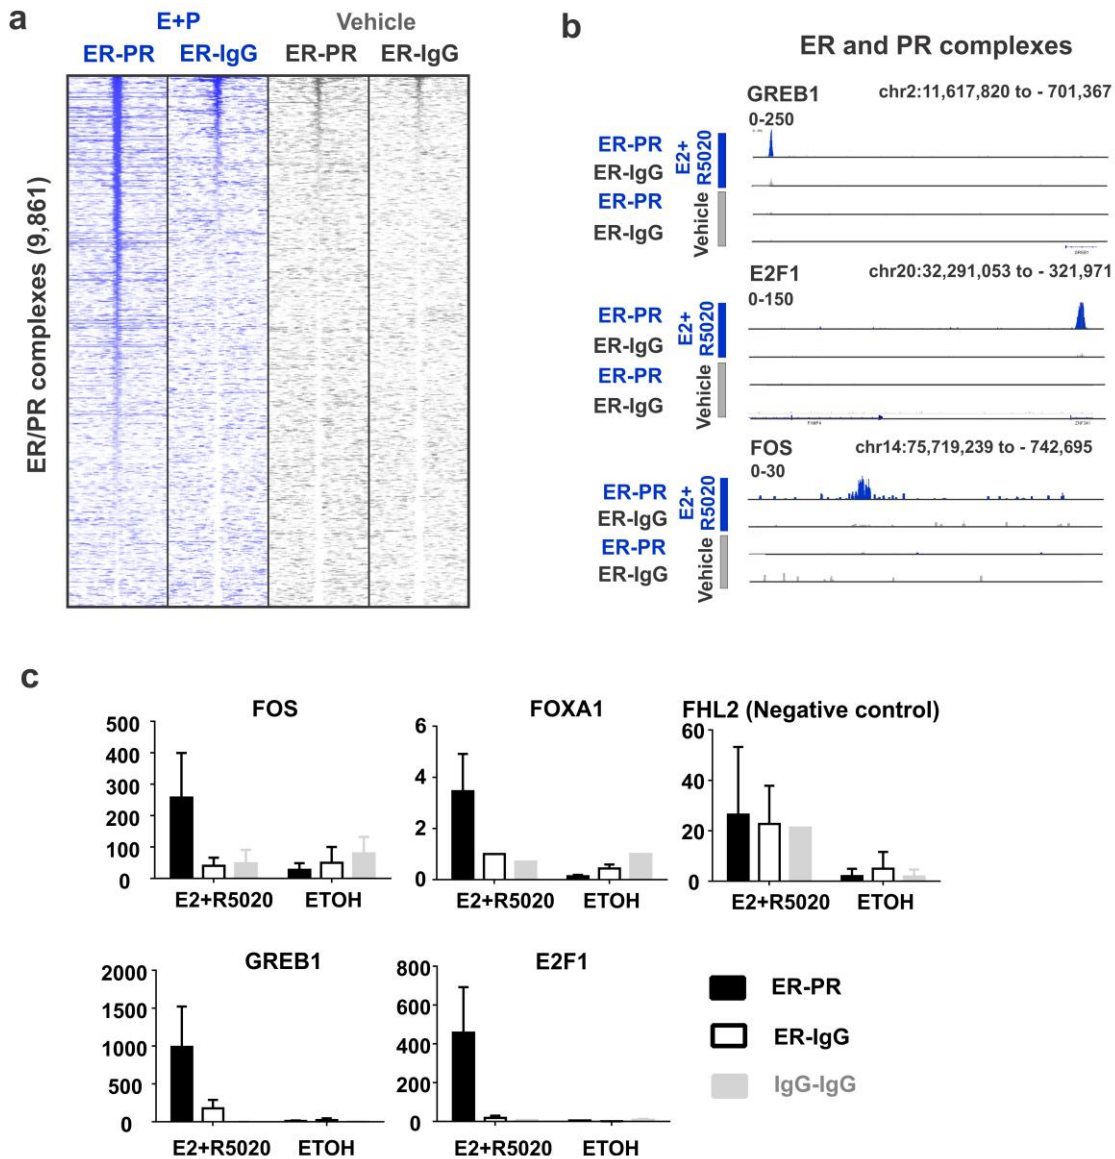 a
E+P Vehicle
ER-PR ER-IgG ER-PR ER-IgG
ER/PR complexes (9,861)
b
ER and PR complexes
GREB1 chr2:11,617,820 to - 701,367
0-250
ER-PR
ER-IgG
E2+
R5020
ER-PR
ER-IgG
Vehicle
GREB1
E2F1 chr20:32,291,053 to - 321,971
0-150
ER-PR
ER-IgG
E2+
R5020
ER-PR
ER-IgG
Vehicle
FOS chr14:75,719,239 to - 742,695
0-30
ER-PR
ER-IgG
E2+
R5020
ER-PR
ER-IgG
Vehicle
c
FOS
500
400
300
200
100
0
E2+R5020 ETOH
FOXA1
6
4
2
0
E2+R5020 ETOH
FHL2 (Negative control)
60
40
20
0
E2+R5020 ETOH
GREB1
2000
1500
1000
500
0
E2+R5020 ETOH
E2F1
800
600
400
200
0
E2+R5020 ETOH
ER-PR
ER-IgG
IgG-IgG